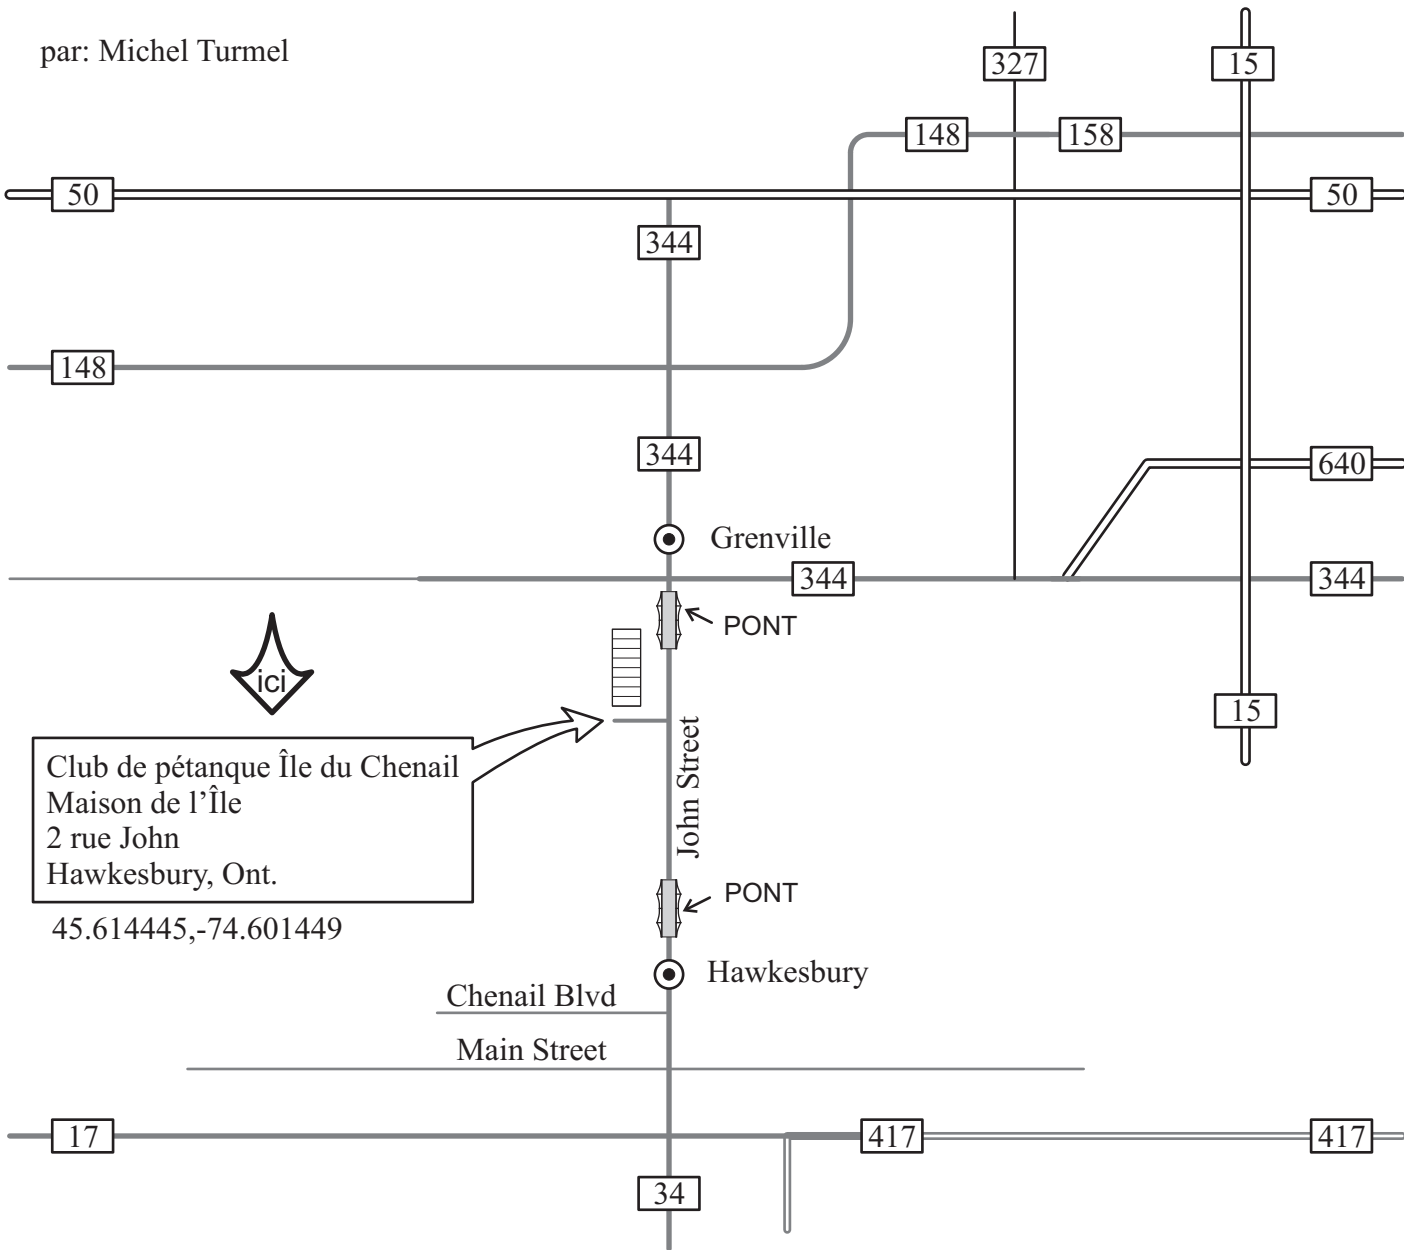 par: Michel Turmel
327
15
148
158
50
50
344
148
344
640
Grenville
344
344
PONT
ici
15
John Street
Club de pétanque Île du Chenail
Maison de l'Île
2 rue John
Hawkesbury, Ont.
45.614445,-74.601449
PONT
Hawkesbury
Chenail Blvd
Main Street
17
417
417
34